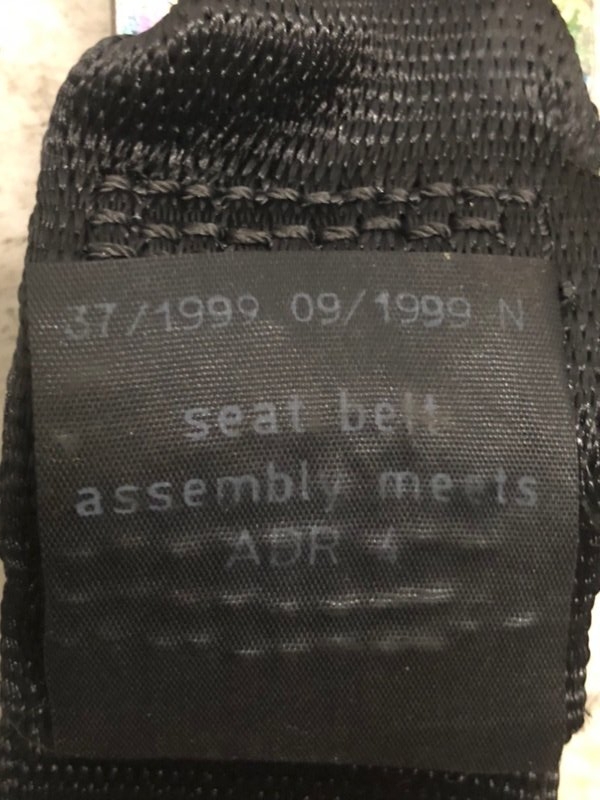 37/1999 09/1999 N
seat belt
assembly meets
ADR 4